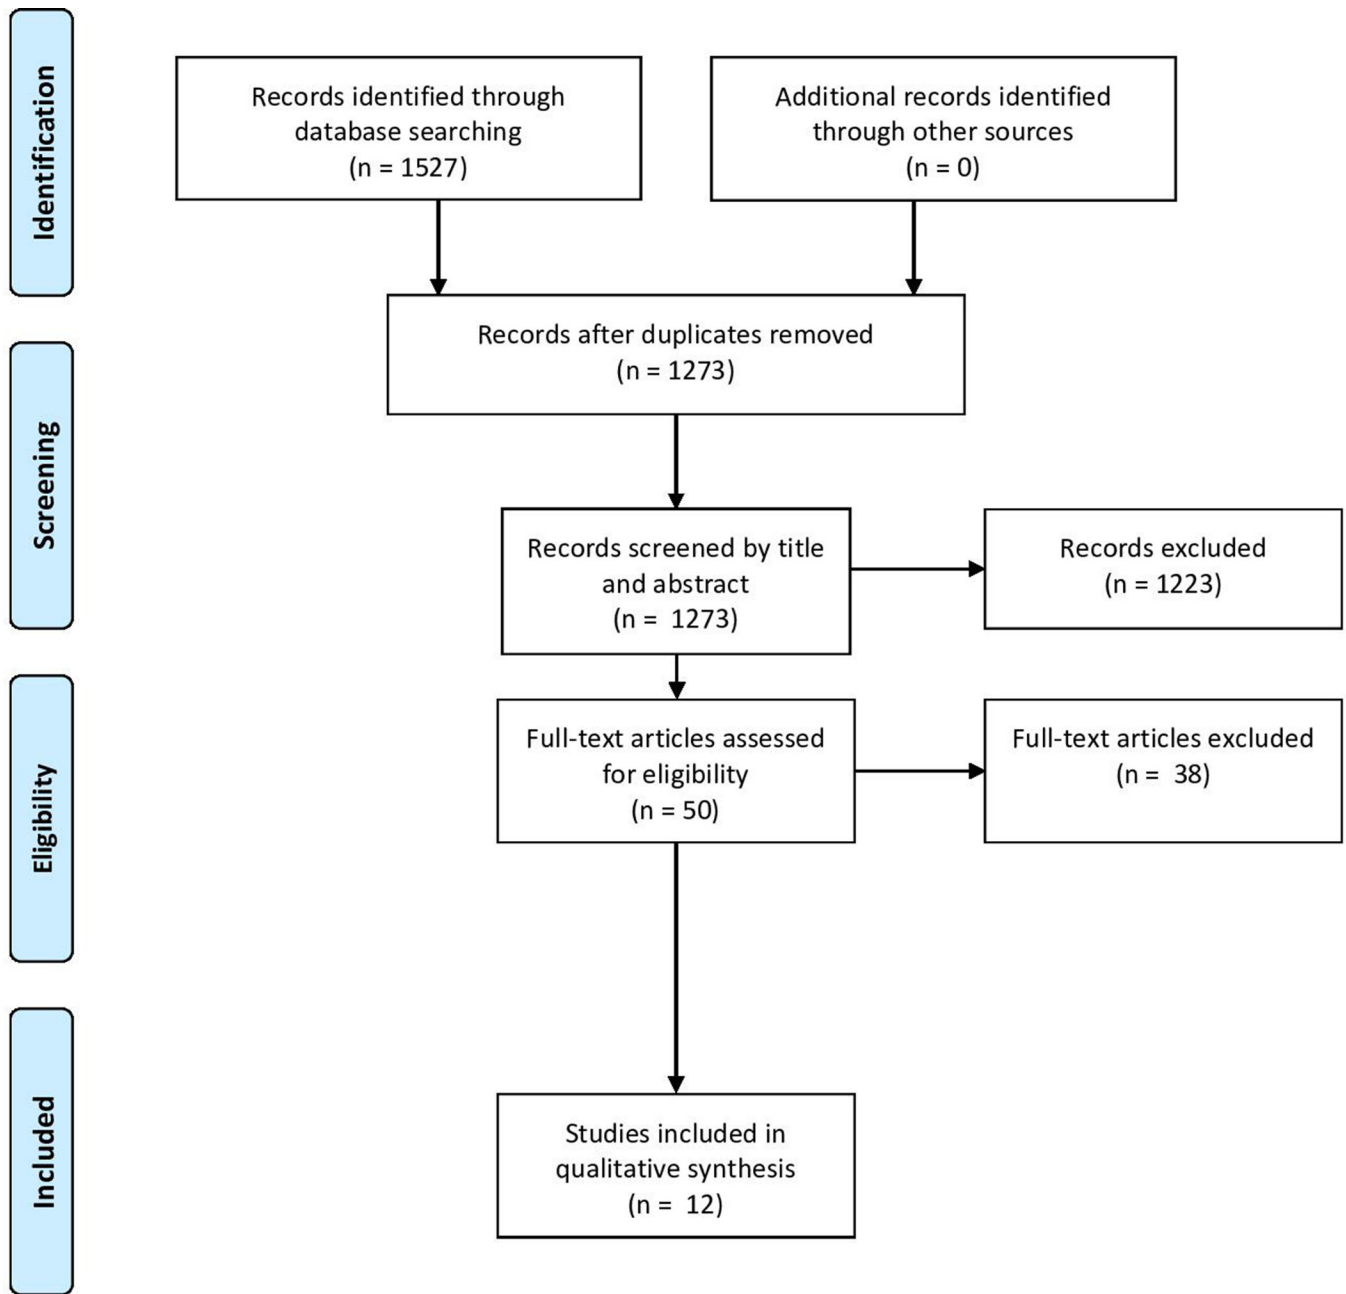 Identification
Records identified through
database searching
(n = 1527)
Additional records identified
through other sources
(n = 0)
Records after duplicates removed
(n = 1273)
Screening
Records screened by title
and abstract
(n =  1273)
Records excluded
(n = 1223)
Eligibility
Full-text articles assessed
for eligibility
(n = 50)
Full-text articles excluded
(n =  38)
Included
Studies included in
qualitative synthesis
(n =  12)